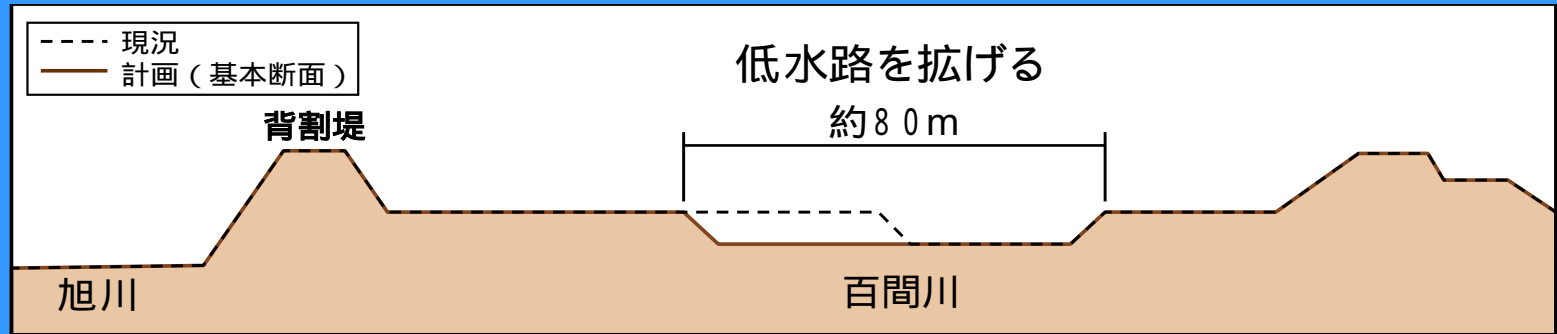 現況
計画（基本断面）
低水路を拡げる
約８０ｍ
背割堤
旭川
百間川